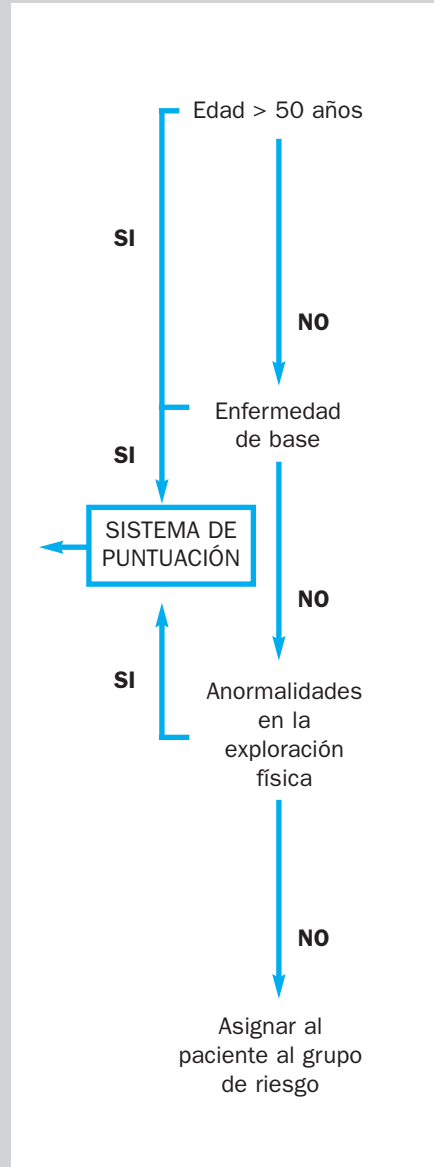 Edad > 50 años
SI
NO
Enfermedad
de base
SI
SISTEMA DE
PUNTUACIÓN
NO
SI
Anormalidades
en la
exploración
física
NO
Asignar al
paciente al grupo
de riesgo